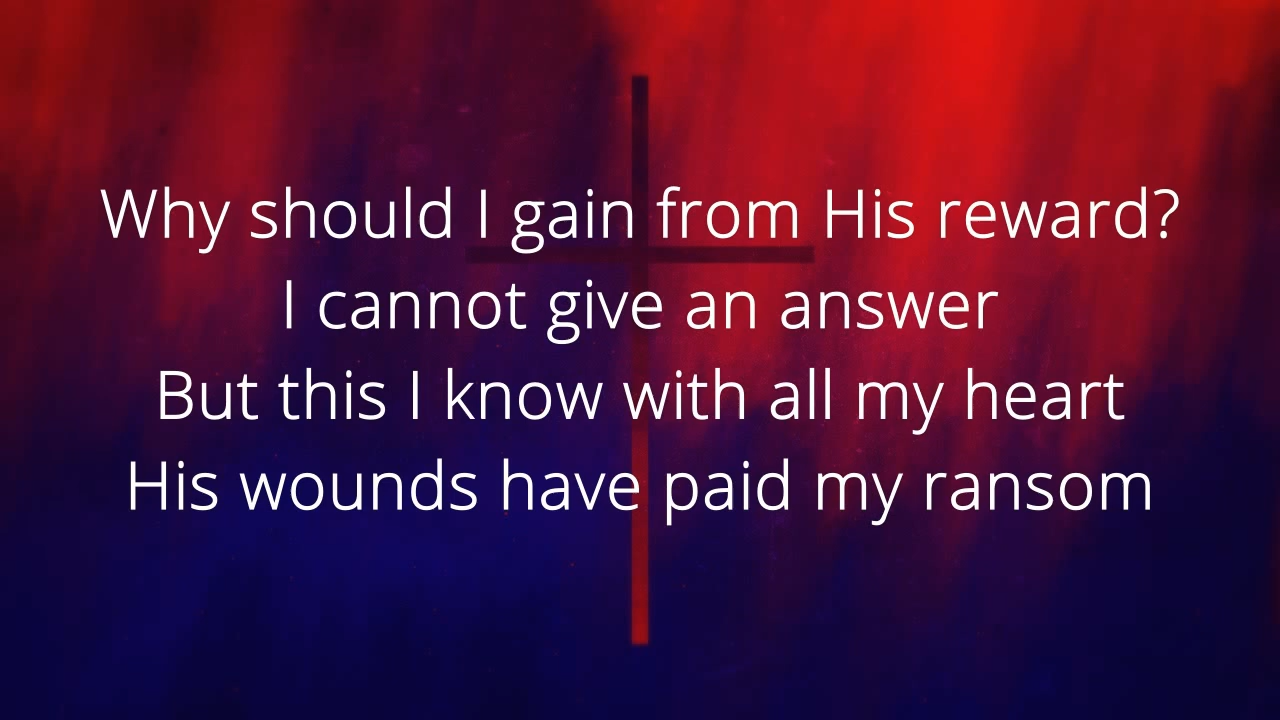 Why should I gain from His reward?
I cannot give an answer
But this I know with all my heart
His wounds have paid my ransom